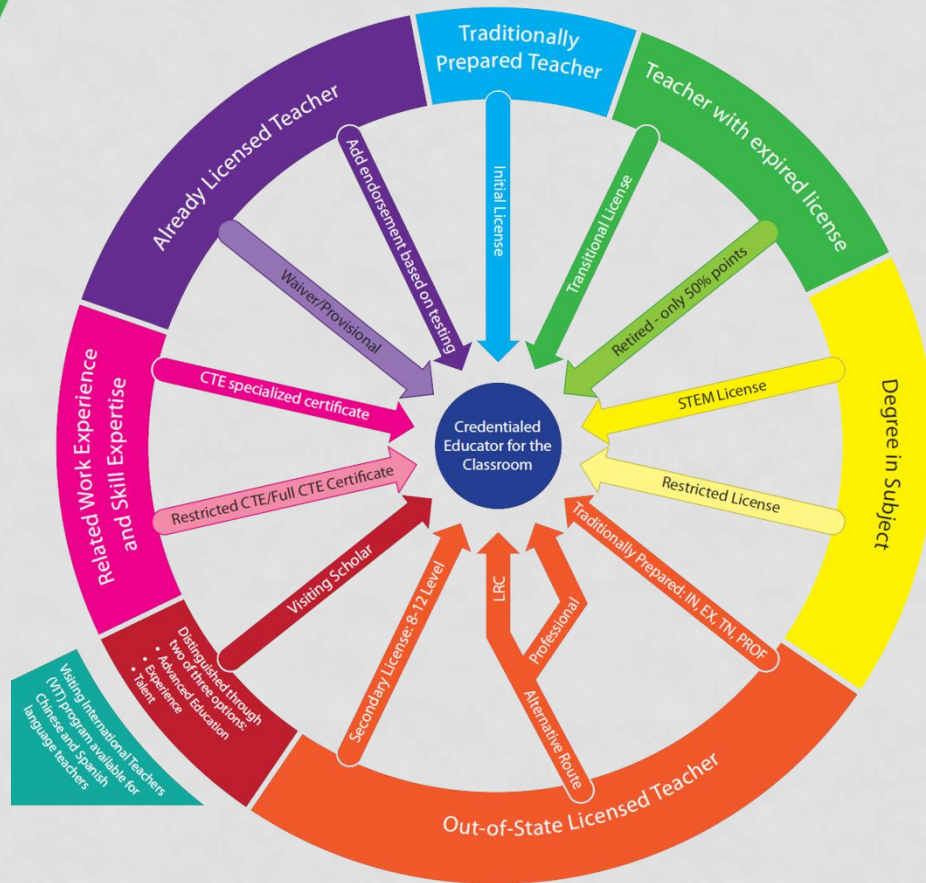 Traditionally
Prepared Teacher
Initial License
Teacher with expired license
Transitional License
Retired - only 50% points
Degree in Subject
STEM License
Restricted License
Out-of-State Licensed Teacher
Traditionally Prepared: IN, EX, TN, PROF
Alternative Route
Professional
LRC
Secondary License: 8-12 Level
Distinguished through
two of three options:
• Advanced Education
• Experience
• Talent
Visiting Scholar
Visiting International Teachers
(VIT) program available for
Chinese and Spanish
language teachers
Related Work Experience
and Skill Expertise
Restricted CTE/Full CTE Certificate
CTE specialized certificate
Already Licensed Teacher
Waiver/Provisional
Add endorsement based on testing
Credentialed
Educator for the
Classroom